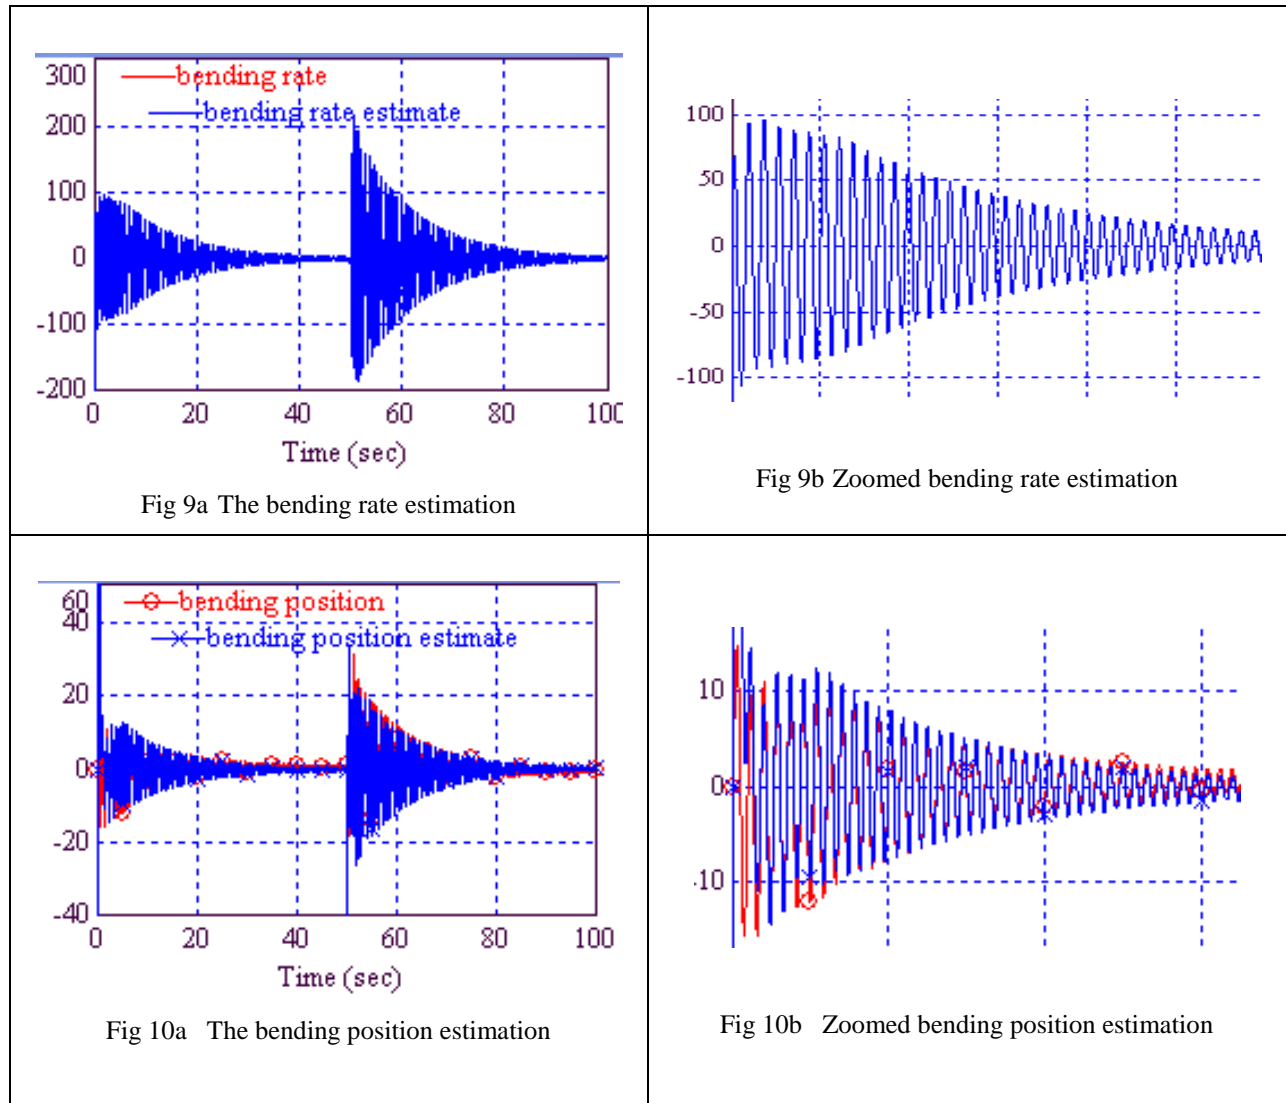 300
bending rate
bending rate estimate
200
100
0
-100
-200
0 20 40 60 80 100
Time (sec)
Fig 9a The bending rate estimation
100
50
0
-50
-100
Fig 9b Zoomed bending rate estimation
60
bending position
40
bending position estimate
20
0
-20
-40
0 20 40 60 80 100
Time (sec)
Fig 10a The bending position estimation
10
0
-10
Fig 10b Zoomed bending position estimation